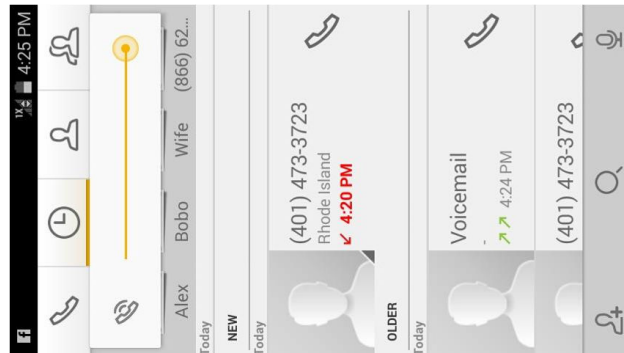 1X 4:25 PM
Alex Bobo Wife (866) 62...
Today
NEW
Today
(401) 473-3723
Rhode Island
4:20 PM
OLDER
Today
Voicemail
-
4:24 PM
(401) 473-3723